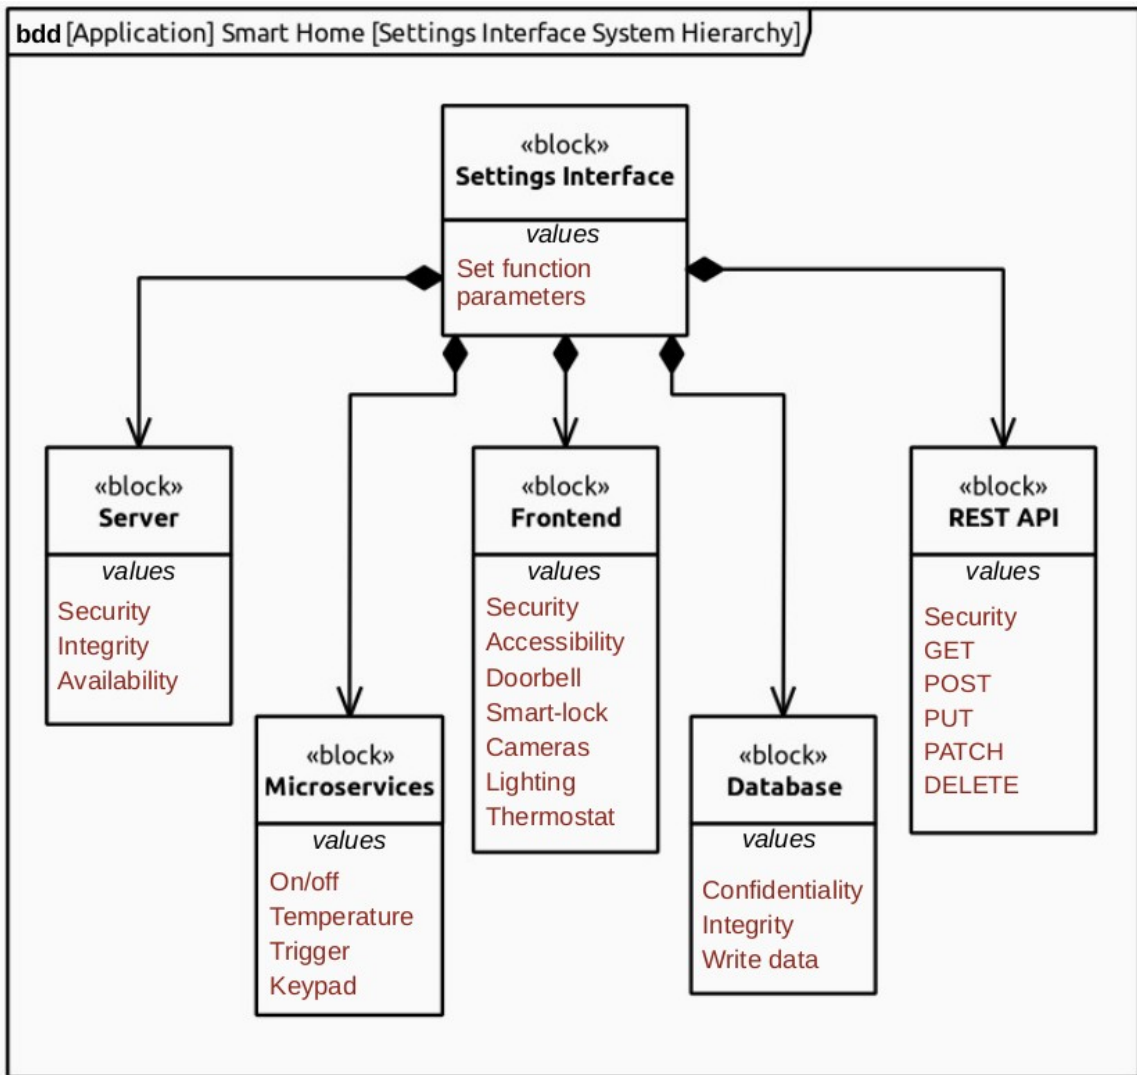 bdd [Application] Smart Home [Settings Interface System Hierarchy]
«block»
Settings Interface
values
Set function
parameters
«block»
Server
values
Security
Integrity
Availability
«block»
Microservices
values
On/off
Temperature
Trigger
Keypad
«block»
Frontend
values
Security
Accessibility
Doorbell
Smart-lock
Cameras
Lighting
Thermostat
«block»
Database
values
Confidentiality
Integrity
Write data
«block»
REST API
values
Security
GET
POST
PUT
PATCH
DELETE